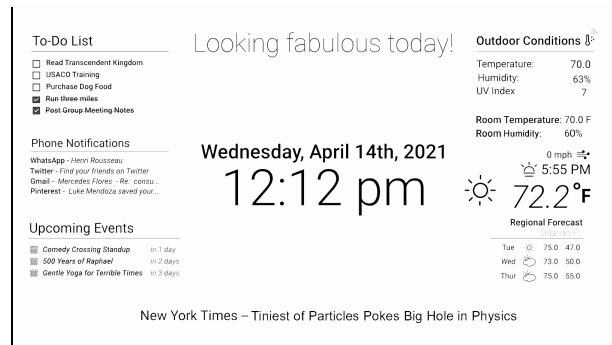 Looking fabulous today!
To-Do List
Read Transcendent Kingdom
USACO Training
Purchase Dog Food
Run three miles
Post Group Meeting Notes
Phone Notifications
WhatsApp - Henri Rousseau
Twitter - Find your friends on Twitter
Gmail - Mercedes Flores - Re: consu...
Pinterest - Luke Mendoza saved your...
Upcoming Events
Comedy Crossing Standup in 1 day
500 Years of Raphael in 2 days
Gentle Yoga for Terrible Times in 3 days
Wednesday, April 14th, 2021
12:12 pm
Outdoor Conditions
Temperature: 70.0
Humidity: 63%
UV Index 7
Room Temperature: 70.0 F
Room Humidity: 60%
0 mph
5:55 PM
72.2°F
Regional Forecast
Orlando FL
Tue 75.0 47.0
Wed 73.0 50.0
Thur 75.0 55.0
New York Times – Tiniest of Particles Pokes Big Hole in Physics